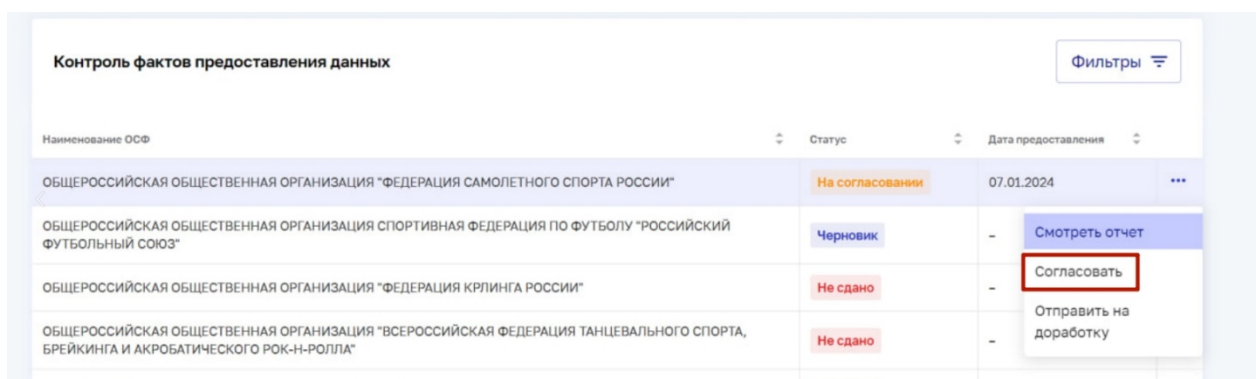 Контроль фактов предоставления данных
Фильтры
Наименование ОСФ
Статус
Дата предоставления
ОБЩЕРОССИЙСКАЯ ОБЩЕСТВЕННАЯ ОРГАНИЗАЦИЯ "ФЕДЕРАЦИЯ САМОЛЕТНОГО СПОРТА РОССИИ"
На согласовании
07.01.2024
ОБЩЕРОССИЙСКАЯ ОБЩЕСТВЕННАЯ ОРГАНИЗАЦИЯ СПОРТИВНАЯ ФЕДЕРАЦИЯ ПО ФУТБОЛУ "РОССИЙСКИЙ
ФУТБОЛЬНЫЙ СОЮЗ"
Черновик
–
Смотреть отчет
Согласовать
Отправить на
доработку
ОБЩЕРОССИЙСКАЯ ОБЩЕСТВЕННАЯ ОРГАНИЗАЦИЯ "ФЕДЕРАЦИЯ КРЛИНГА РОССИИ"
Не сдано
–
ОБЩЕРОССИЙСКАЯ ОБЩЕСТВЕННАЯ ОРГАНИЗАЦИЯ "ВСЕРОССИЙСКАЯ ФЕДЕРАЦИЯ ТАНЦЕВАЛЬНОГО СПОРТА,
БРЕЙКИНГА И АКРОБАТИЧЕСКОГО РОК-Н-РОЛЛА"
Не сдано
–